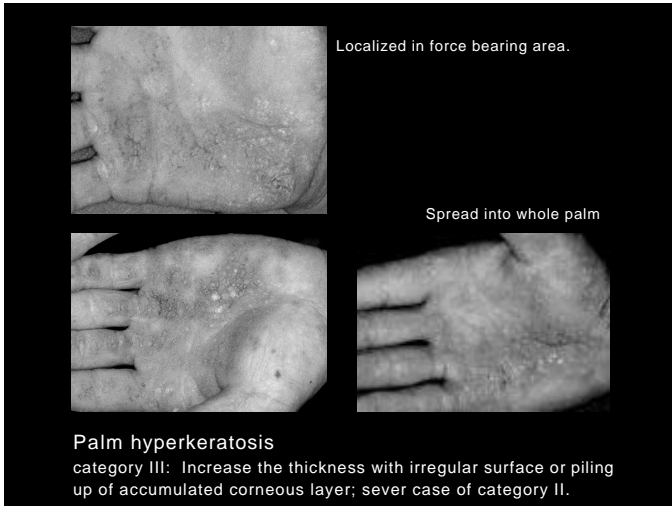 Localized in force bearing area.
Spread into whole palm
Palm hyperkeratosis
category III: Increase the thickness with irregular surface or piling
up of accumulated corneous layer; sever case of category II.